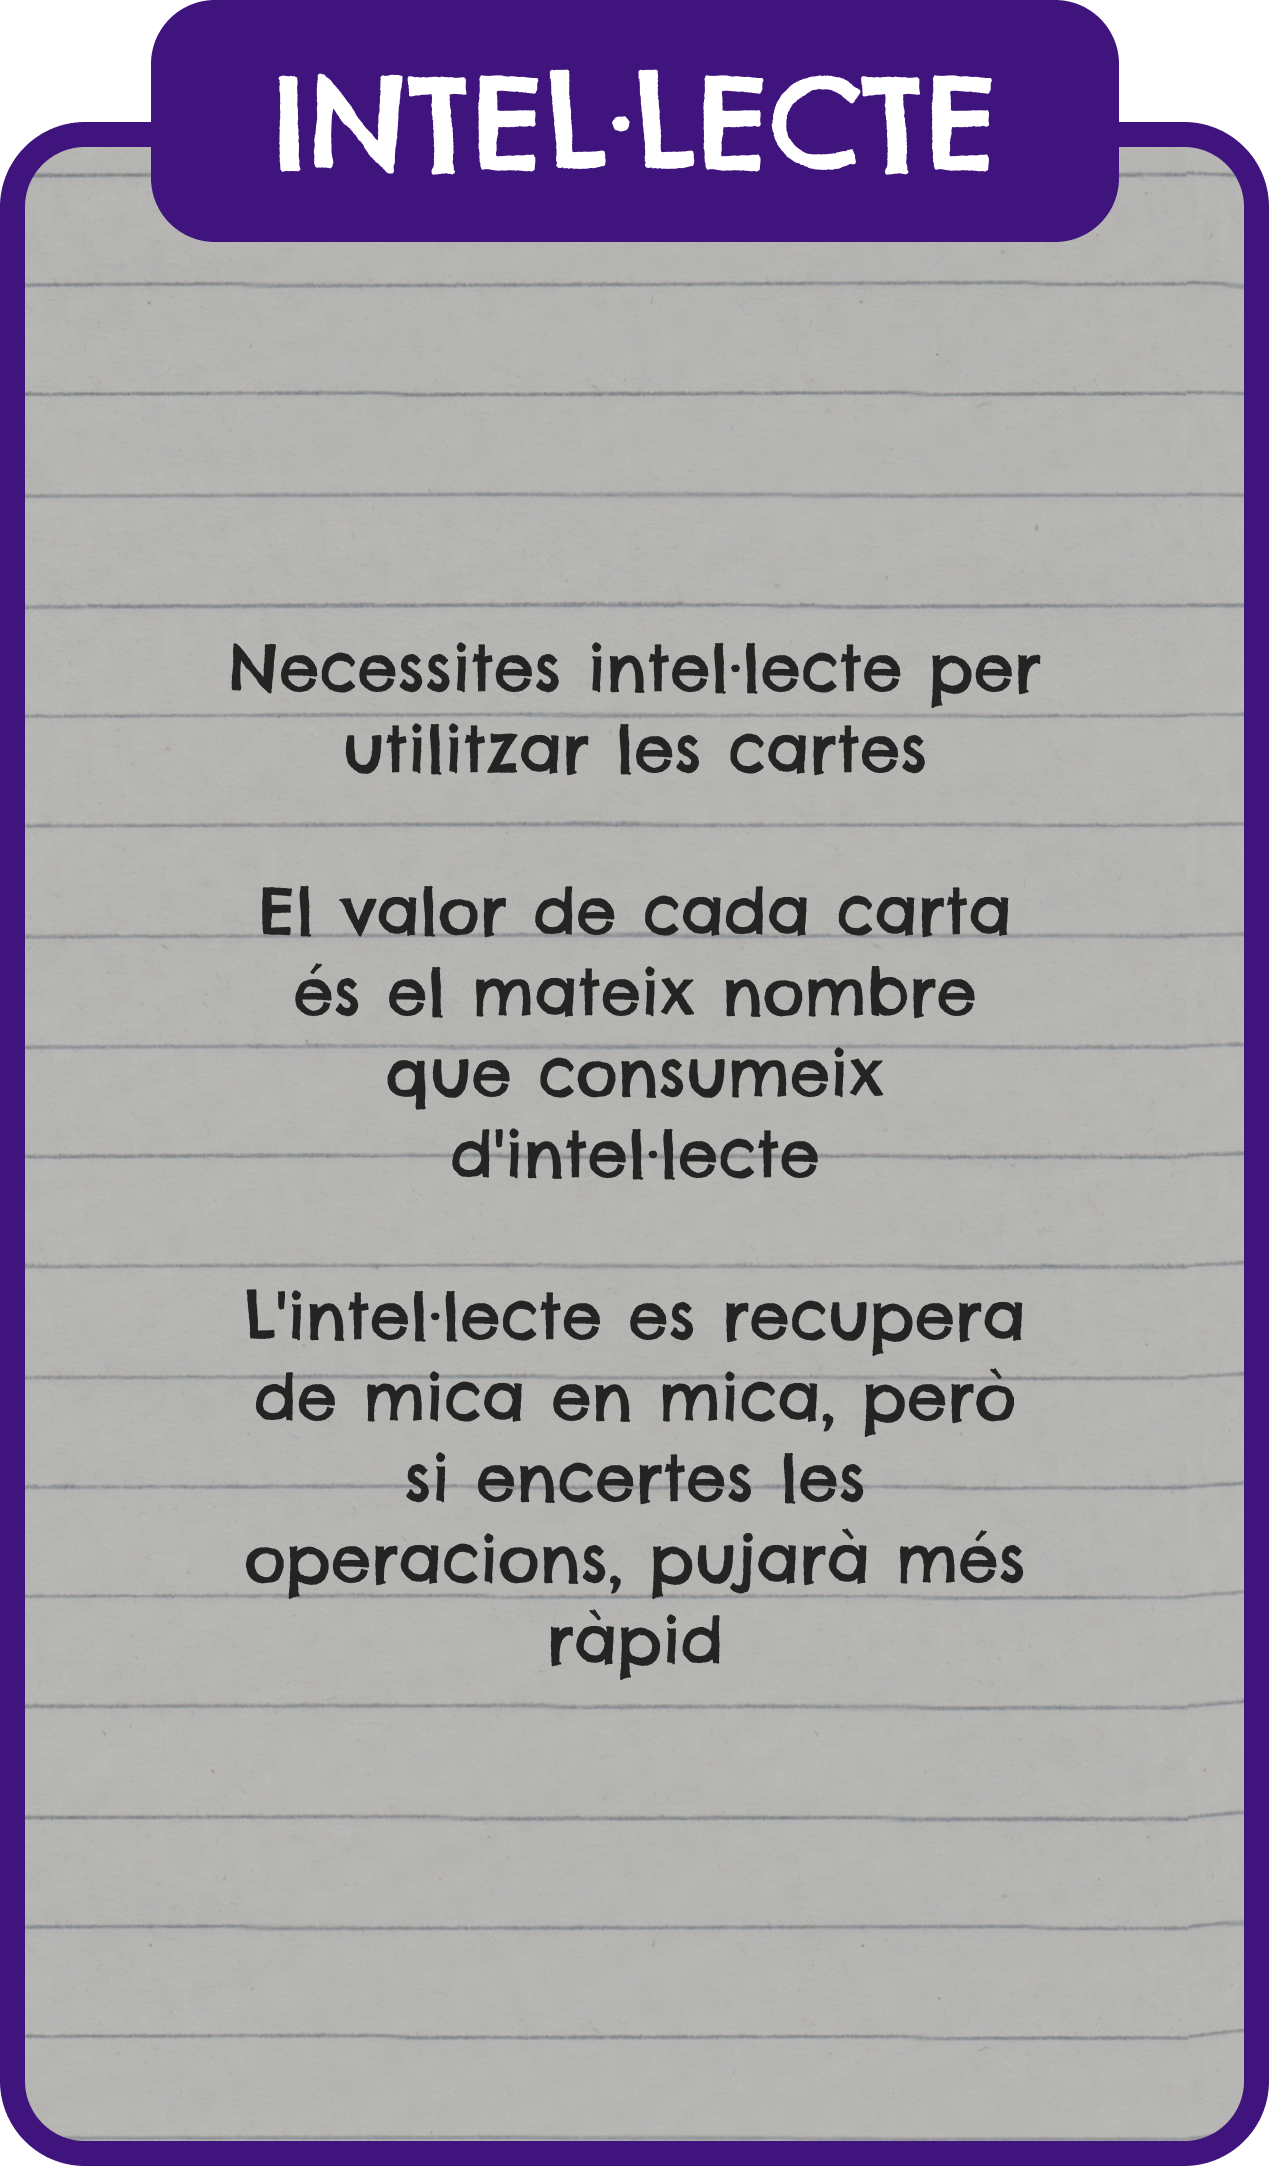 INTEL·LECTE
Necessites intel·lecte per
utilitzar les cartes
El valor de cada carta
és el mateix nombre
que consumeix
d'intel·lecte
L'intel·lecte es recupera
de mica en mica, però
si encertes les
operacions, pujarà més
ràpid